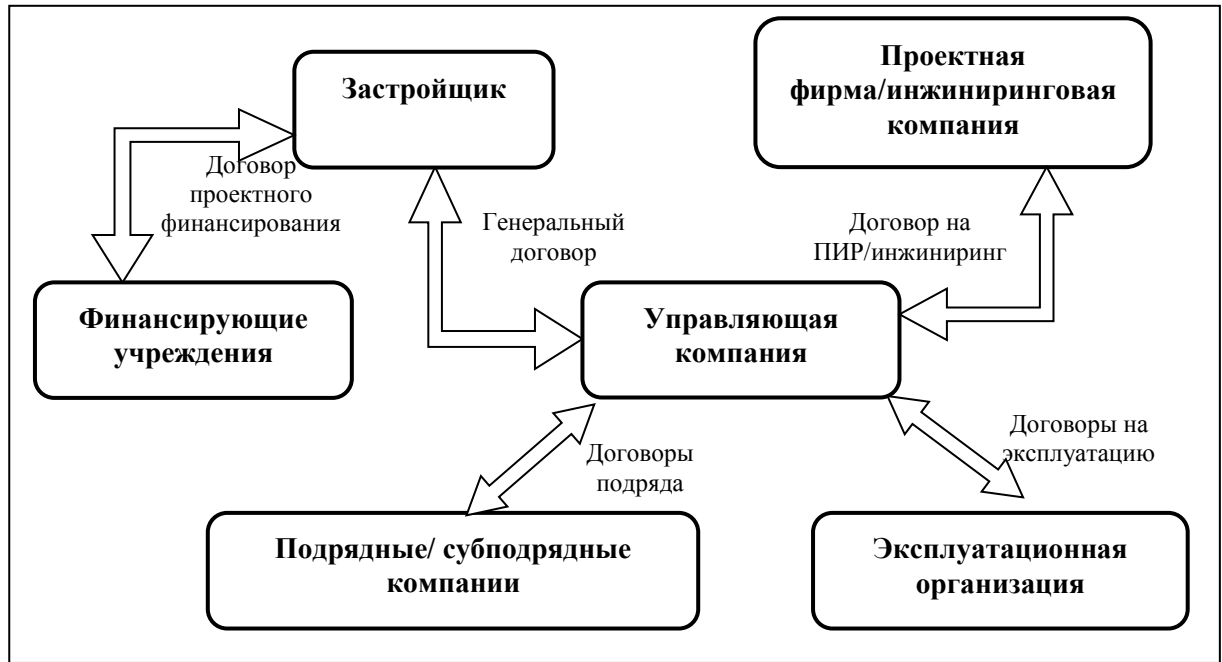 Застройщик
Проектная
фирма/инжиниринговая
компания
Договор
проектного
финансирования
Генеральный
договор
Договор на
ПИР/инжиниринг
Финансирующие
учреждения
Управляющая
компания
Договоры
подряда
Договоры на
эксплуатацию
Подрядные/ субподрядные
компании
Эксплуатационная
организация